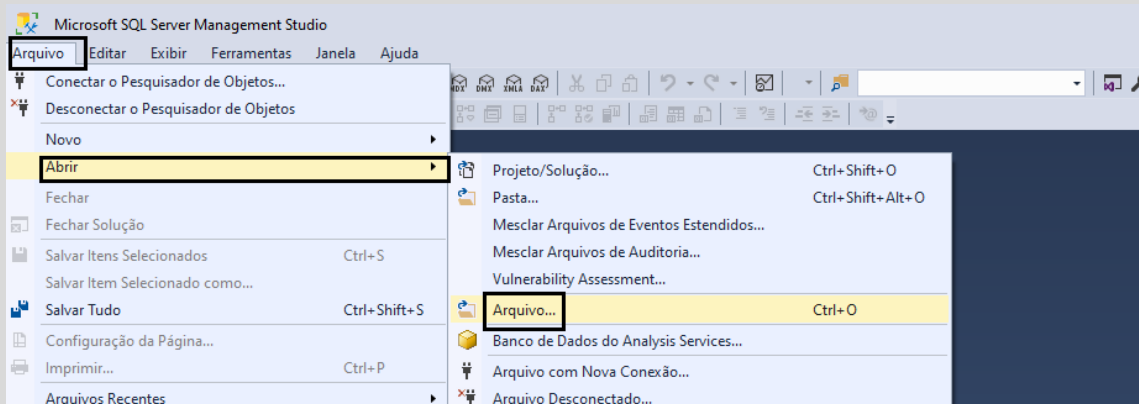 Microsoft SQL Server Management Studio
Arquivo Editar Exibir Ferramentas Janela Ajuda
Conectar o Pesquisador de Objetos...
MDX DMX XMLA DAX
Desconectar o Pesquisador de Objetos
Novo
Abrir
Projeto/Solução... Ctrl+Shift+O
Fechar
Pasta... Ctrl+Shift+Alt+O
Fechar Solução
Mesclar Arquivos de Eventos Estendidos...
Salvar Itens Selecionados Ctrl+S
Mesclar Arquivos de Auditoria...
Salvar Item Selecionado como...
Vulnerability Assessment...
Salvar Tudo Ctrl+Shift+S
Arquivo... Ctrl+O
Configuração da Página...
Banco de Dados do Analysis Services...
Imprimir... Ctrl+P
Arquivo com Nova Conexão...
Arquivos Recentes
Arquivo Desconectado...